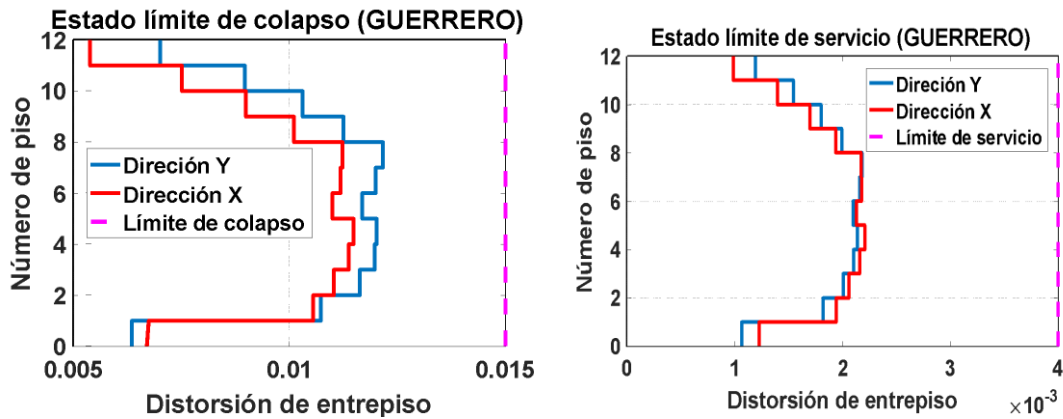 Estado límite de colapso (GUERRERO)
12
10
8
6
4
2
0
Número de piso
Direción Y
Dirección X
Límite de colapso
0.005
0.01
0.015
Distorsión de entrepiso
Estado límite de servicio (GUERRERO)
12
10
8
6
4
2
0
Número de piso
Direción Y
Dirección X
Límite de servicio
0
1
2
3
4
Distorsión de entrepiso
×10⁻³